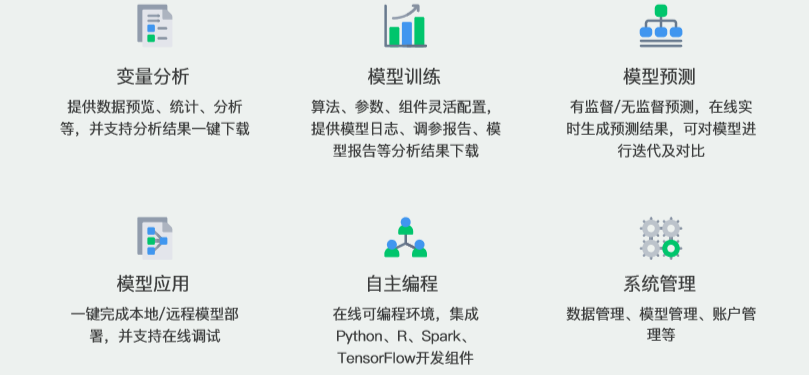 变量分析
提供数据预览、统计、分析
等，并支持分析结果一键下载
模型训练
算法、参数、组件灵活配置，
提供模型日志、调参报告、模
型报告等分析结果下载
模型预测
有监督/无监督预测，在线实
时生成预测结果，可对模型进
行迭代及对比
模型应用
一键完成本地/远程模型部
署，并支持在线调试
自主编程
在线可编程环境，集成
Python、R、Spark、
TensorFlow开发组件
系统管理
数据管理、模型管理、账户管
理等